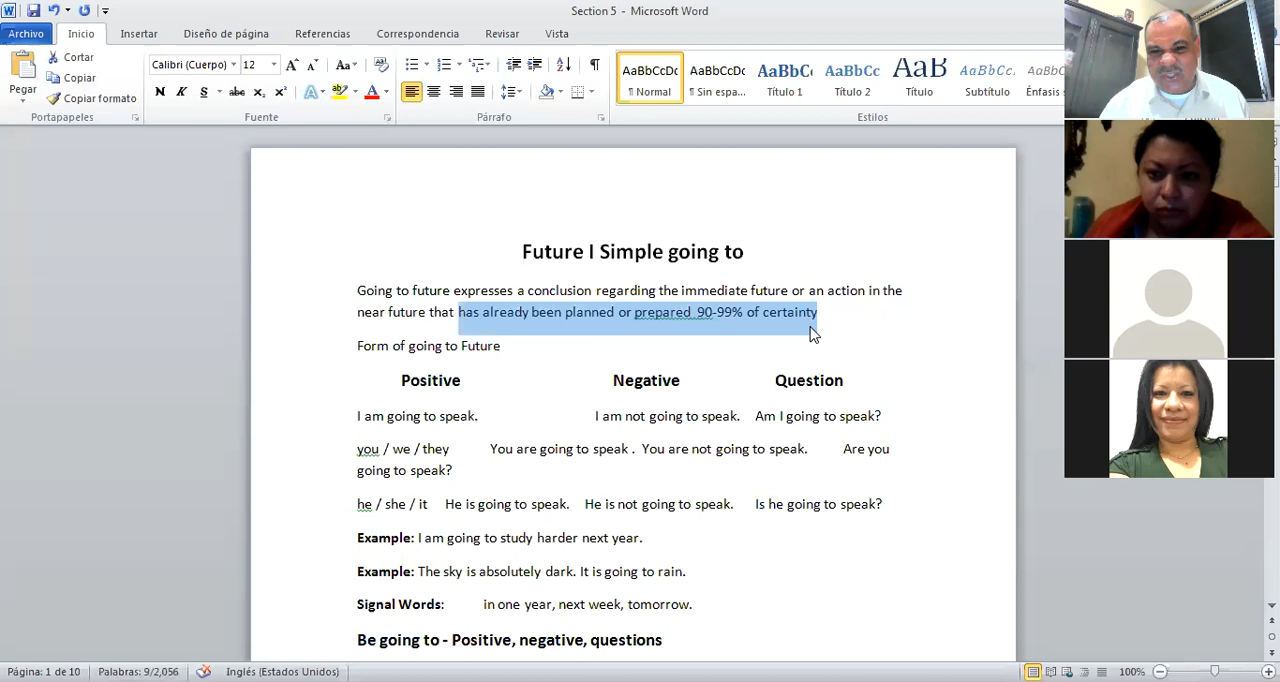 Section 5 - Microsoft Word
Archivo Inicio Insertar Diseño de página Referencias Correspondencia Revisar Vista
Cortar
Copiar
Copiar formato
Pegar
Portapapeles
Calibri (Cuerpo) 12
Fuente
Párrafo
AaBbCcDc AaBbCcDc AaBbC AaBbCc AaB AaBbCc AaBbCc
¶ Normal ¶ Sin espa... Título 1 Título 2 Título Subtítulo Énfasis
Estilos
Future I Simple going to
Going to future expresses a conclusion regarding the immediate future or an action in the
near future that has already been planned or prepared 90-99% of certainty
Form of going to Future
Positive Negative Question
I am going to speak. I am not going to speak. Am I going to speak?
you / we / they You are going to speak . You are not going to speak. Are you
going to speak?
he / she / it He is going to speak. He is not going to speak. Is he going to speak?
Example: I am going to study harder next year.
Example: The sky is absolutely dark. It is going to rain.
Signal Words: in one year, next week, tomorrow.
Be going to - Positive, negative, questions
Página: 1 de 10 Palabras: 9/2,056 Inglés (Estados Unidos) 100%